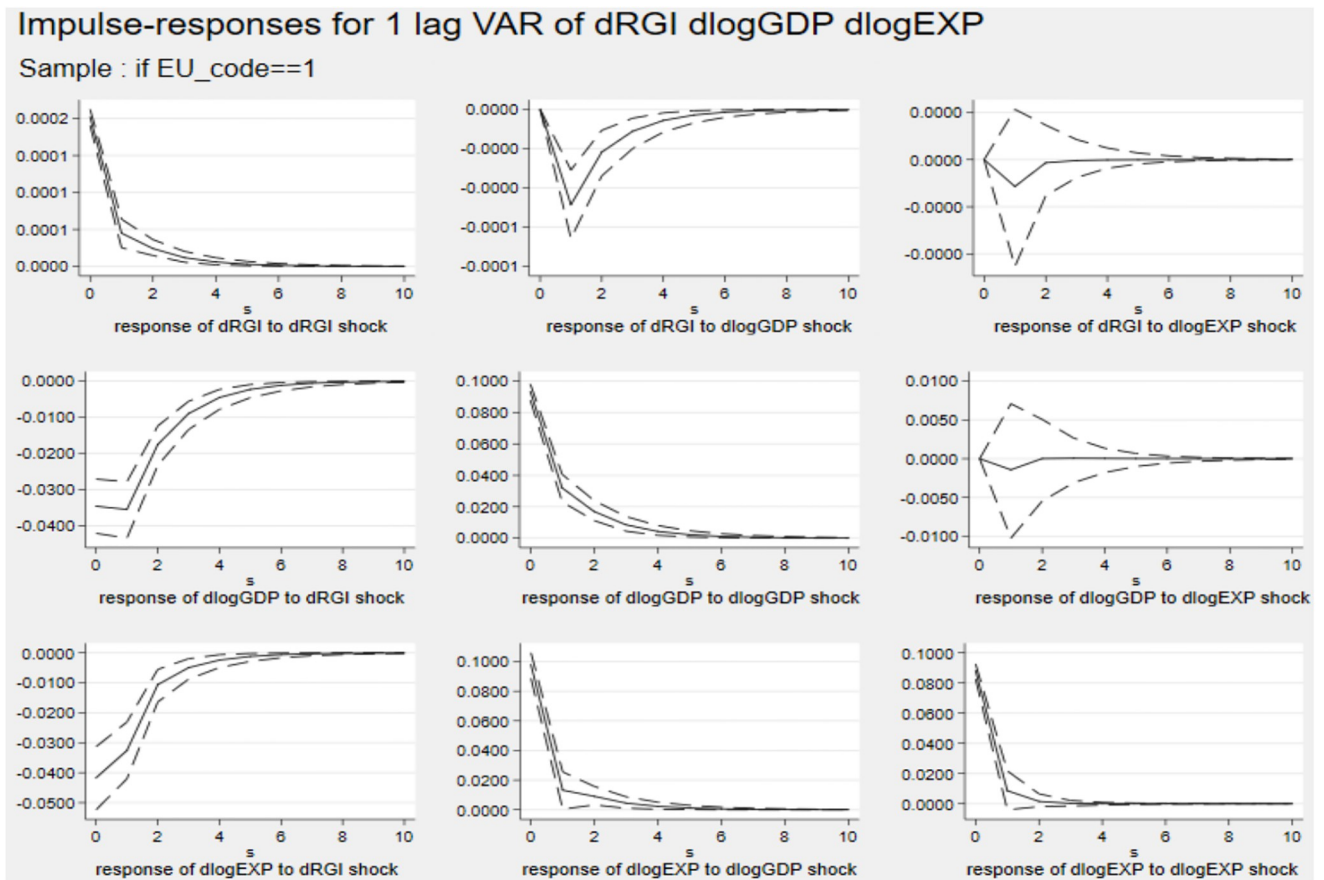 Impulse-responses for 1 lag VAR of dRGI dlogGDP dlogEXP
Sample : if EU_code==1
0.0002
0.0001
0.0001
0.0001
0.0000
0 2 4 6 8 10
s
response of dRGI to dRGI shock
0.0000
-0.0000
-0.0000
-0.0001
-0.0001
0 2 4 6 8 10
s
response of dRGI to dlogGDP shock
0.0000
0.0000
-0.0000
-0.0000
0 2 4 6 8 10
s
response of dRGI to dlogEXP shock
0.0000
-0.0100
-0.0200
-0.0300
-0.0400
0 2 4 6 8 10
s
response of dlogGDP to dRGI shock
0.1000
0.0800
0.0600
0.0400
0.0200
0.0000
0 2 4 6 8 10
s
response of dlogGDP to dlogGDP shock
0.0100
0.0050
0.0000
-0.0050
-0.0100
0 2 4 6 8 10
s
response of dlogGDP to dlogEXP shock
0.0000
-0.0100
-0.0200
-0.0300
-0.0400
-0.0500
0 2 4 6 8 10
s
response of dlogEXP to dRGI shock
0.1000
0.0800
0.0600
0.0400
0.0200
0.0000
0 2 4 6 8 10
s
response of dlogEXP to dlogGDP shock
0.1000
0.0800
0.0600
0.0400
0.0200
0.0000
0 2 4 6 8 10
s
response of dlogEXP to dlogEXP shock